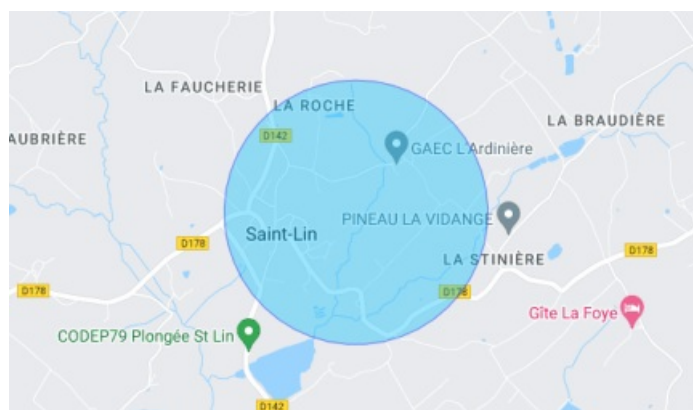 LA FAUCHERIE
LA ROCHE
LA BRAUDIÈRE
AUBRIÈRE
D142
GAEC L'Ardinière
PINEAU LA VIDANGE
Saint-Lin
D178
D178
LA STINIÈRE
D178
D178
Gîte La Foye
CODEP79 Plongée St Lin
D142